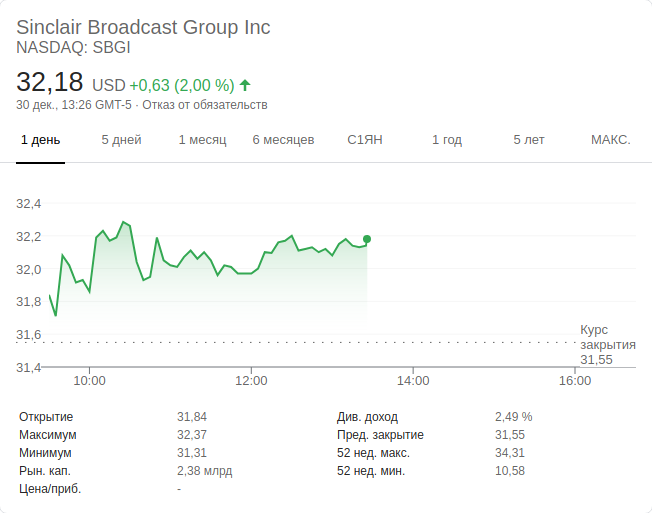 Sinclair Broadcast Group Inc
NASDAQ: SBGI
32,18 USD +0,63 (2,00 %)
30 дек., 13:26 GMT-5 · Отказ от обязательств
1 день 5 дней 1 месяц 6 месяцев С1ЯН 1 год 5 лет МАКС.
32,4
32,2
32,0
31,8
31,6
31,4
Курс
закрытия
31,55
10:00 12:00 14:00 16:00
Открытие 31,84 Див. доход 2,49 %
Максимум 32,37 Пред. закрытие 31,55
Минимум 31,31 52 нед. макс. 34,31
Рын. кап. 2,38 млрд 52 нед. мин. 10,58
Цена/приб. -